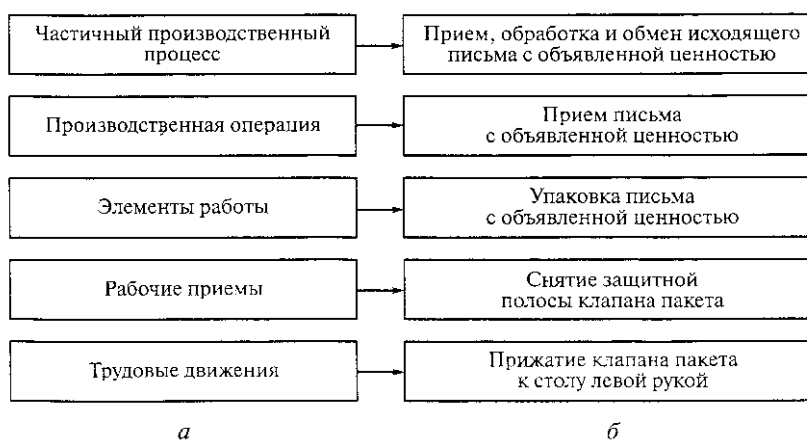 Частичный производственный
процесс
Прием, обработка и обмен исходящего
письма с объявленной ценностью
Производственная операция
Прием письма
с объявленной ценностью
Элементы работы
Упаковка письма
с объявленной ценностью
Рабочие приемы
Снятие защитной
полосы клапана пакета
Трудовые движения
Прижатие клапана пакета
к столу левой рукой
а
б